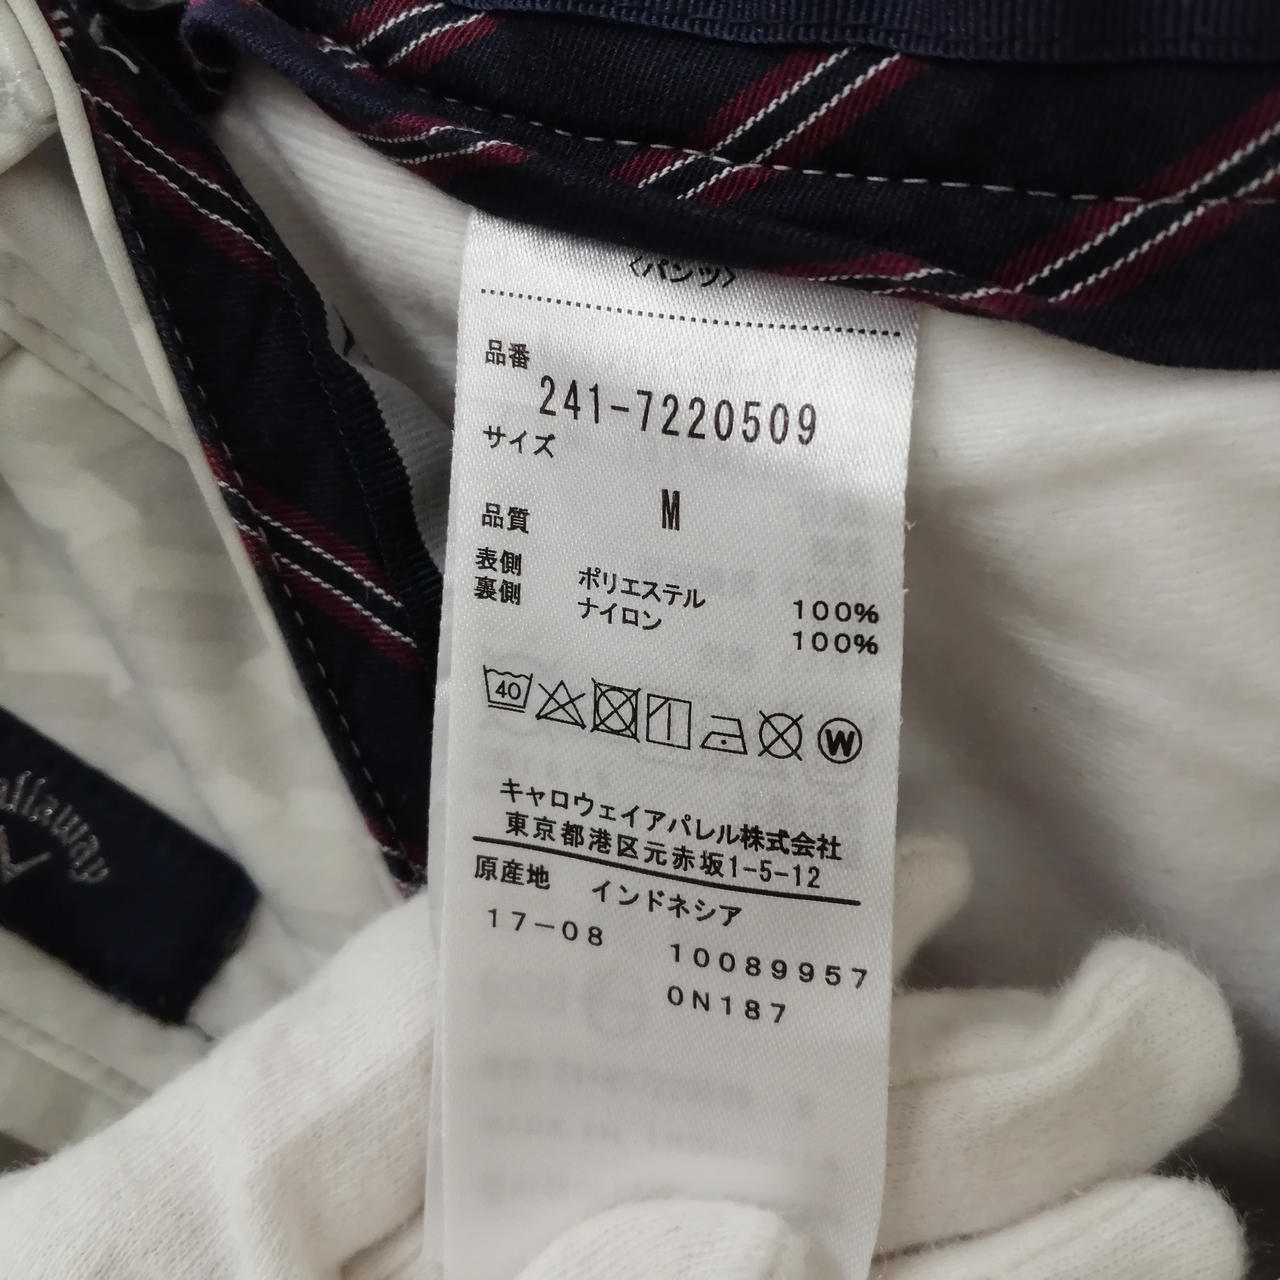 〈パンツ〉
品番
241-7220509
サイズ
M
品質
表側 ポリエステル 100%
裏側 ナイロン 100%
40
W
キャロウェイアパレル株式会社
東京都港区元赤坂1-5-12
原産地 インドネシア
17-08 10089957
0N187
allaway